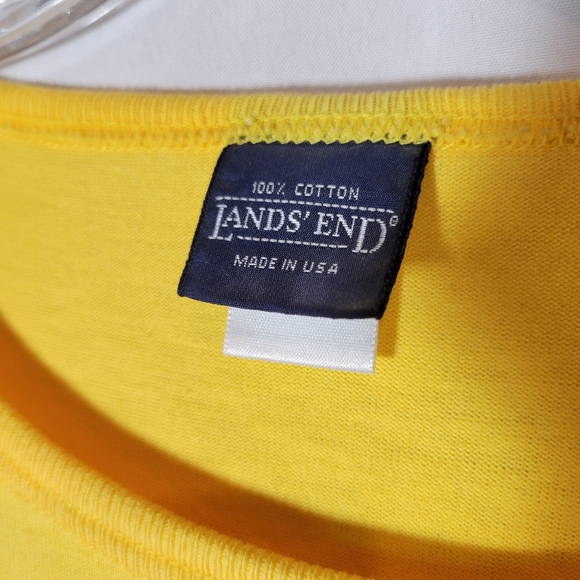 100% COTTON
LANDS' END®
MADE IN USA